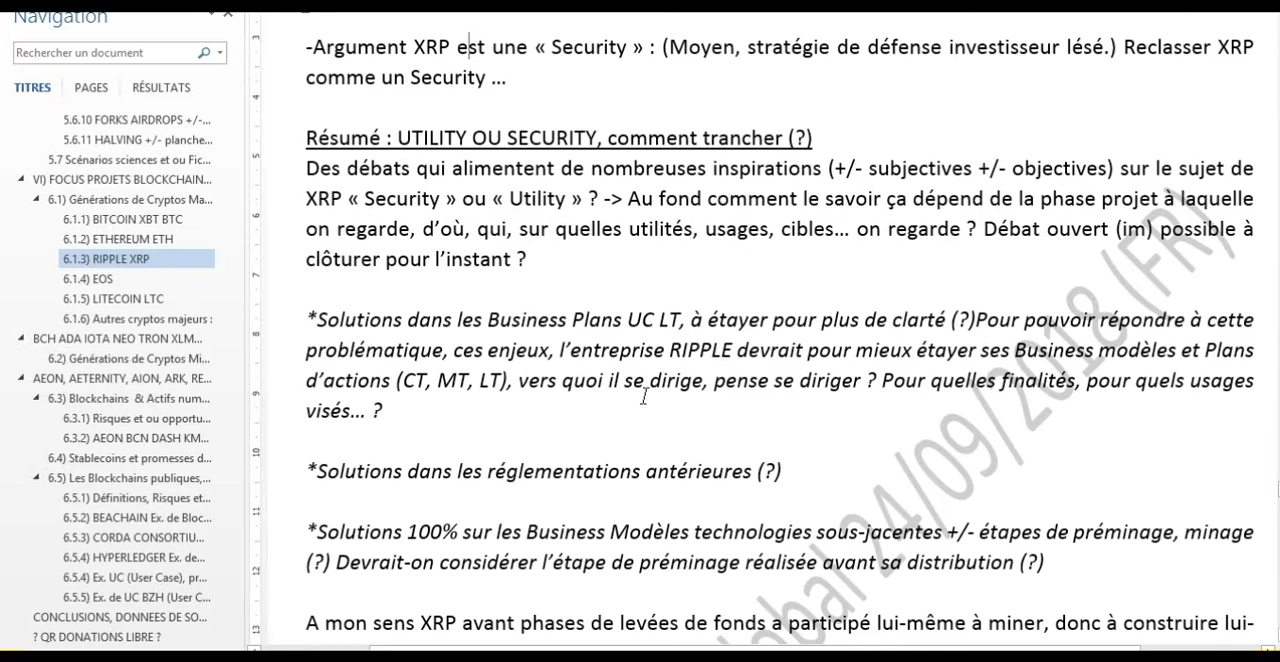 Navigation
Rechercher un document
TITRES PAGES RÉSULTATS
5.6.10 FORKS AIRDROPS +/-...
5.6.11 HALVING +/- planche...
5.7 Scénarios sciences et ou Fic...
VI) FOCUS PROJETS BLOCKCHAIN...
6.1) Générations de Cryptos Ma...
6.1.1) BITCOIN XBT BTC
6.1.2) ETHEREUM ETH
6.1.3) RIPPLE XRP
6.1.4) EOS
6.1.5) LITECOIN LTC
6.1.6) Autres cryptos majeurs :
BCH ADA IOTA NEO TRON XLM...
6.2) Générations de Cryptos Mi...
AEON, AETERNITY, AION, ARK, RE...
6.3) Blockchains & Actifs num...
6.3.1) Risques et ou opportu...
6.3.2) AEON BCN DASH KM...
6.4) Stablecoins et promesses d...
6.5) Les Blockchains publiques,...
6.5.1) Définitions, Risques et...
6.5.2) BEACHAIN Ex. de Bloc...
6.5.3) CORDA CONSORTIU...
6.5.4) HYPERLEDGER Ex. de...
6.5.4) Ex. UC (User Case), pr...
6.5.5) Ex. de UC BZH (User C...
CONCLUSIONS, DONNEES DE SO...
? QR DONATIONS LIBRE ?
3
4
5
6
7
8
9
10
11
12
13
-Argument XRP est une « Security » : (Moyen, stratégie de défense investisseur lésé.) Reclasser XRP
comme un Security ...
Résumé : UTILITY OU SECURITY, comment trancher (?)
Des débats qui alimentent de nombreuses inspirations (+/- subjectives +/- objectives) sur le sujet de
XRP « Security » ou « Utility » ? -> Au fond comment le savoir ça dépend de la phase projet à laquelle
on regarde, d’où, qui, sur quelles utilités, usages, cibles... on regarde ? Débat ouvert (im) possible à
clôturer pour l’instant ?
*Solutions dans les Business Plans UC LT, à étayer pour plus de clarté (?)Pour pouvoir répondre à cette
problématique, ces enjeux, l’entreprise RIPPLE devrait pour mieux étayer ses Business modèles et Plans
d’actions (CT, MT, LT), vers quoi il se dirige, pense se diriger ? Pour quelles finalités, pour quels usages
visés... ?
*Solutions dans les réglementations antérieures (?)
*Solutions 100% sur les Business Modèles technologies sous-jacentes +/- étapes de préminage, minage
(?) Devrait-on considérer l’étape de préminage réalisée avant sa distribution (?)
A mon sens XRP avant phases de levées de fonds a participé lui-même à miner, donc à construire lui-
obal 24/09/2018 (FR)